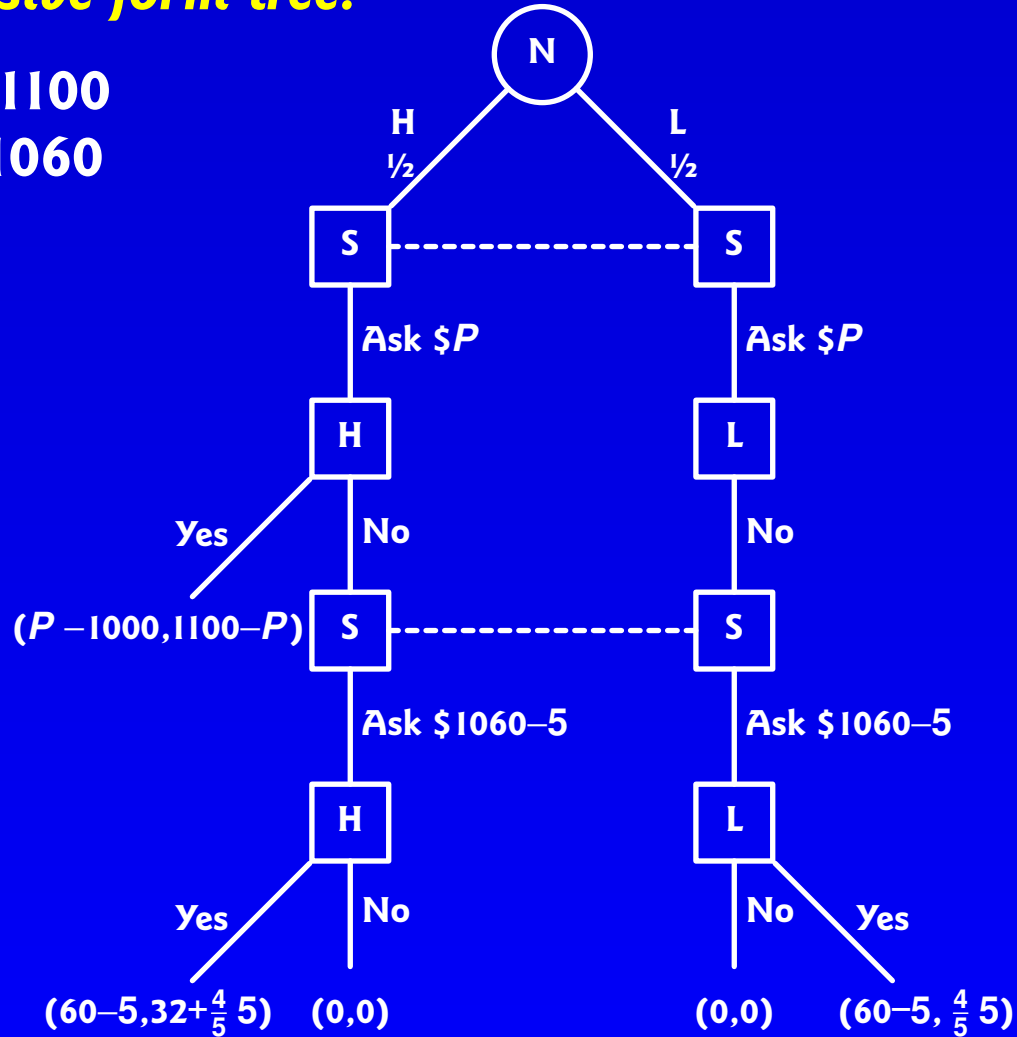 N
1100
1060
H
L
½
½
S
S
Ask $P
Ask $P
H
L
Yes
No
No
(P –1000,1100–P)
S
S
Ask $1060–5
Ask $1060–5
H
L
Yes
No
No
Yes
(60–5,32+4/5 5)
(0,0)
(0,0)
(60–5, 4/5 5)